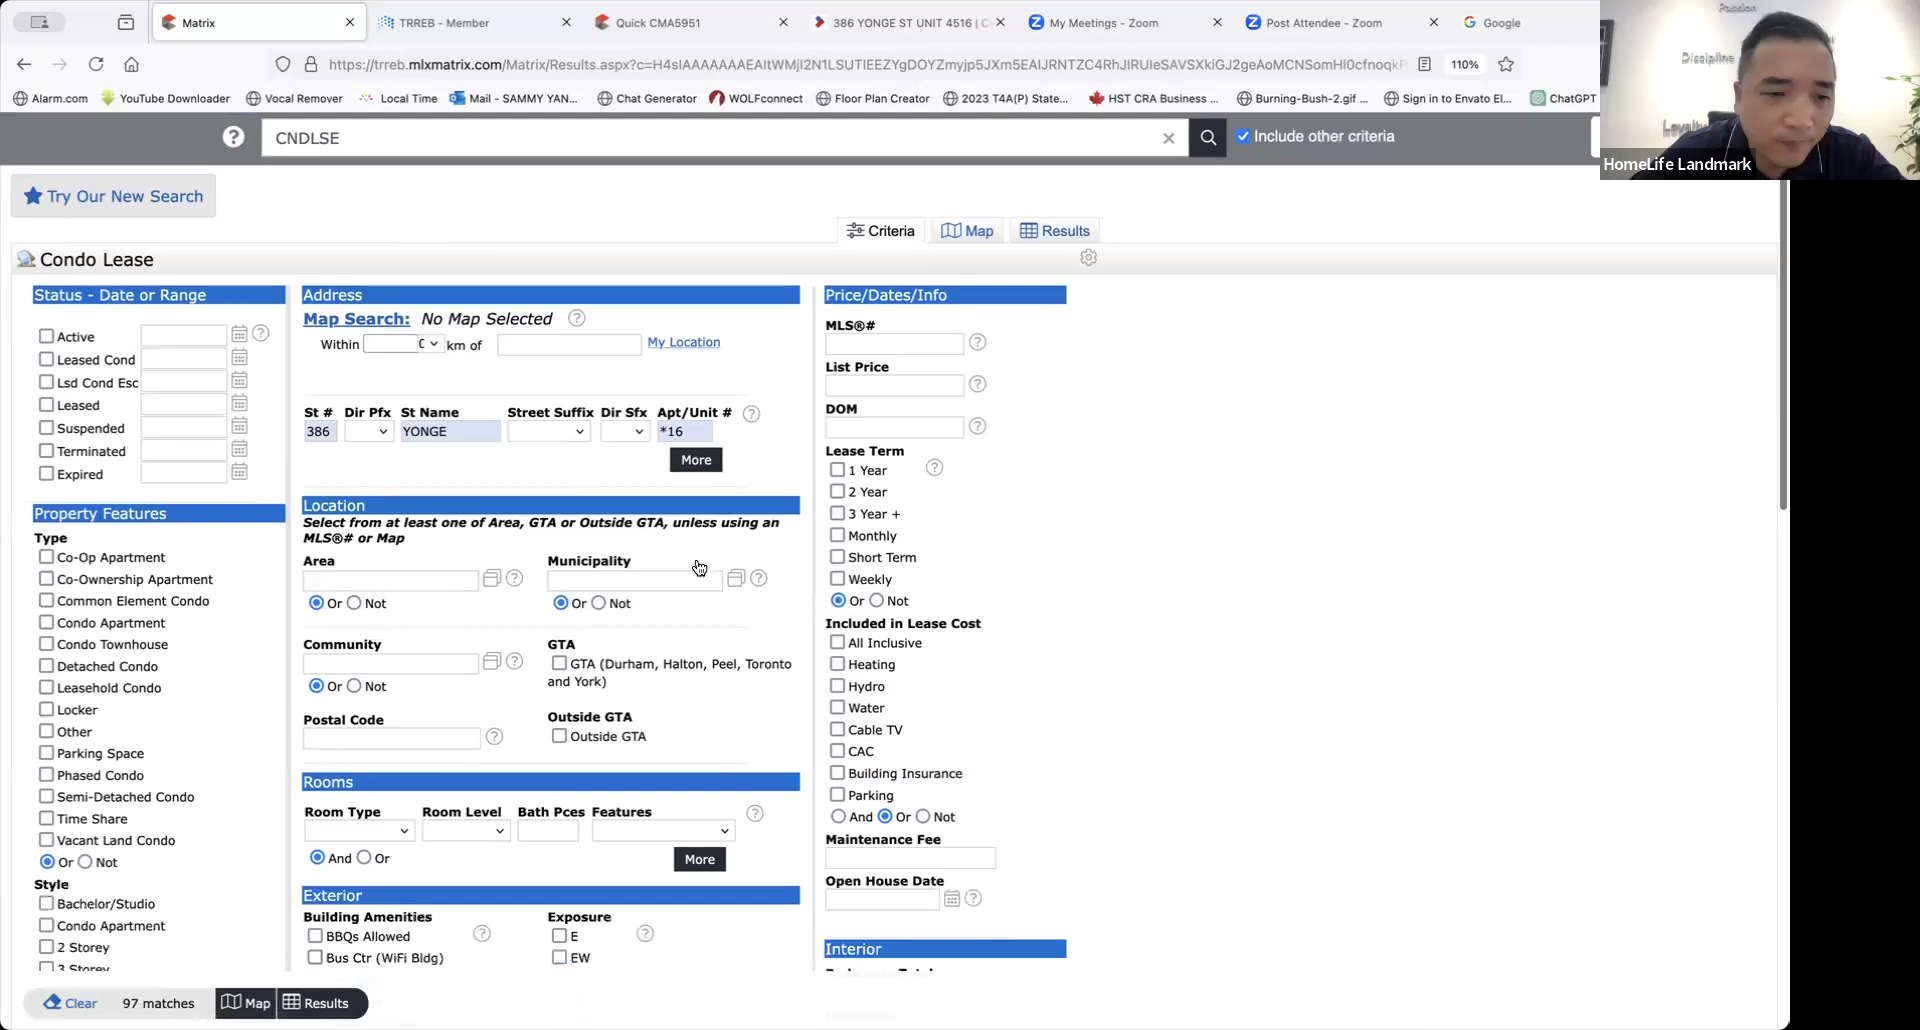 Matrix
TRREB - Member
Quick CMA5951
386 YONGE ST UNIT 4516 | C
My Meetings - Zoom
Post Attendee - Zoom
Google
110%
Alarm.com
YouTube Downloader
Vocal Remover
Local Time
Mail - SAMMY YAN...
Chat Generator
WOLFconnect
Floor Plan Creator
2023 T4A(P) State...
HST CRA Business ...
Burning-Bush-2.gif ...
Sign in to Envato El...
ChatGPT
Passion
Discipline
Loyalty
HomeLife Landmark
CNDLSE
Include other criteria
Try Our New Search
Criteria
Map
Results
Condo Lease
Status - Date or Range
Active
Leased Cond
Lsd Cond Esc
Leased
Suspended
Terminated
Expired
Property Features
Type
Co-Op Apartment
Co-Ownership Apartment
Common Element Condo
Condo Apartment
Condo Townhouse
Detached Condo
Leasehold Condo
Locker
Other
Parking Space
Phased Condo
Semi-Detached Condo
Time Share
Vacant Land Condo
Or Not
Style
Bachelor/Studio
Condo Apartment
2 Storey
3 Storey
Address
Map Search: No Map Selected
Within km of My Location
St # Dir Pfx St Name Street Suffix Dir Sfx Apt/Unit #
386 YONGE *16
More
Location
Select from at least one of Area, GTA or Outside GTA, unless using an
MLS®# or Map
Area Municipality
Or Not Or Not
Community GTA
GTA (Durham, Halton, Peel, Toronto
and York)
Or Not
Postal Code Outside GTA
Outside GTA
Rooms
Room Type Room Level Bath Pces Features
And Or More
Exterior
Building Amenities Exposure
BBQs Allowed E
Bus Ctr (WiFi Bldg) EW
Price/Dates/Info
MLS®#
List Price
DOM
Lease Term
1 Year
2 Year
3 Year +
Monthly
Short Term
Weekly
Or Not
Included in Lease Cost
All Inclusive
Heating
Hydro
Water
Cable TV
CAC
Building Insurance
Parking
And Or Not
Maintenance Fee
Open House Date
Interior
Clear 97 matches Map Results